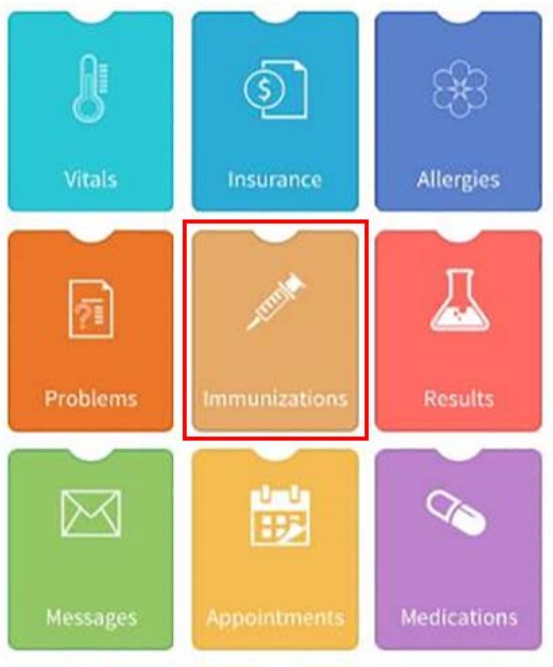 Vitals
Insurance
Allergies
Problems
Immunizations
Results
Messages
Appointments
Medications